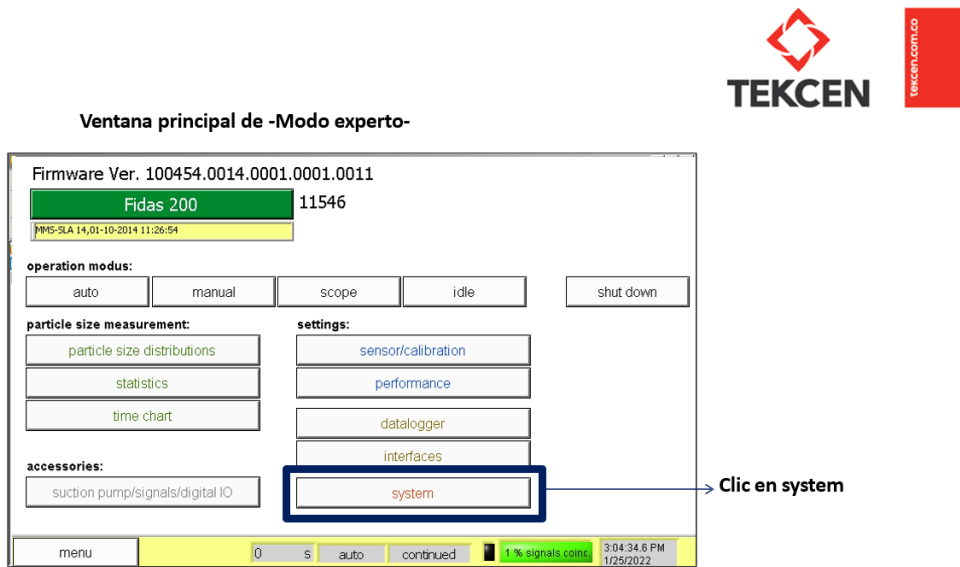 TEKCEN
tekcen.com.co
Ventana principal de -Modo experto-
Firmware Ver. 100454.0014.0001.0001.0011
Fidas 200 11546
MMS-SLA 14,01-10-2014 11:26:54
operation modus:
auto manual scope idle shut down
particle size measurement: settings:
particle size distributions sensor/calibration
statistics performance
time chart datalogger
interfaces
accessories:
suction pump/signals/digital IO system Clic en system
menu 0 s auto continued 1 % signals coinc. 3:04:34.6 PM
1/25/2022